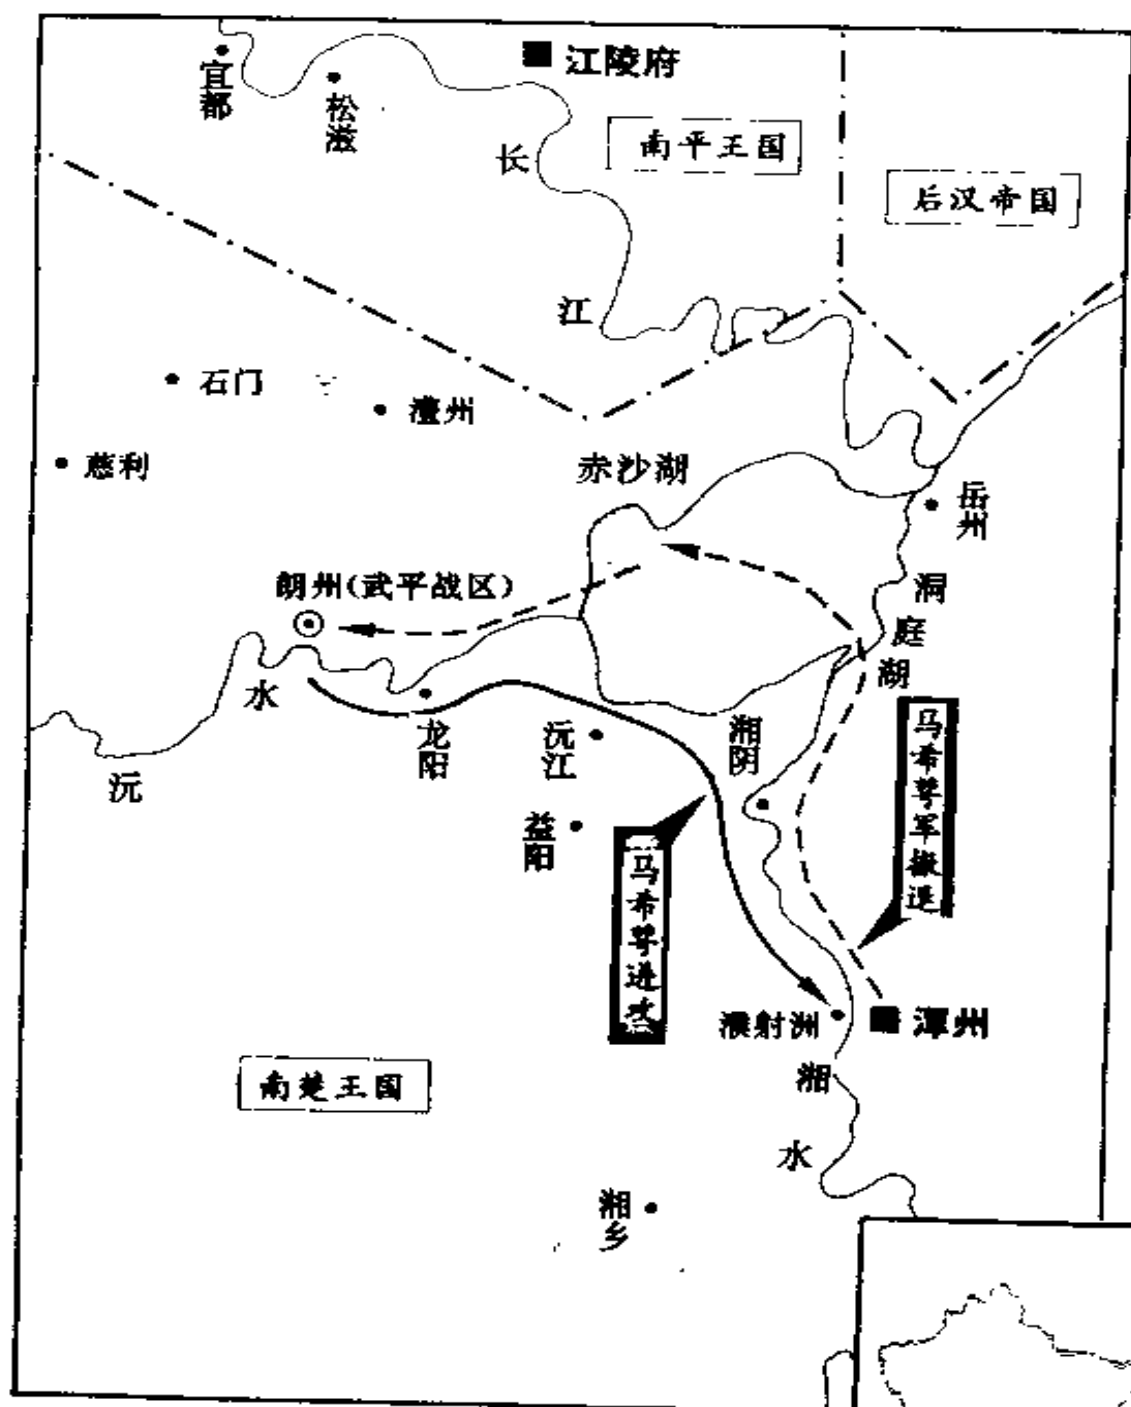 宜都
松滋
江陵府
长
江
南平王国
后汉帝国
石门
澧州
慈利
赤沙湖
岳州
洞庭湖
朗州(武平战区)
沅
水
龙阳
沅江
益阳
湘阴
马希萼进攻
马希萼军撤退
濮射洲
潭州
湘
水
南楚王国
湘乡